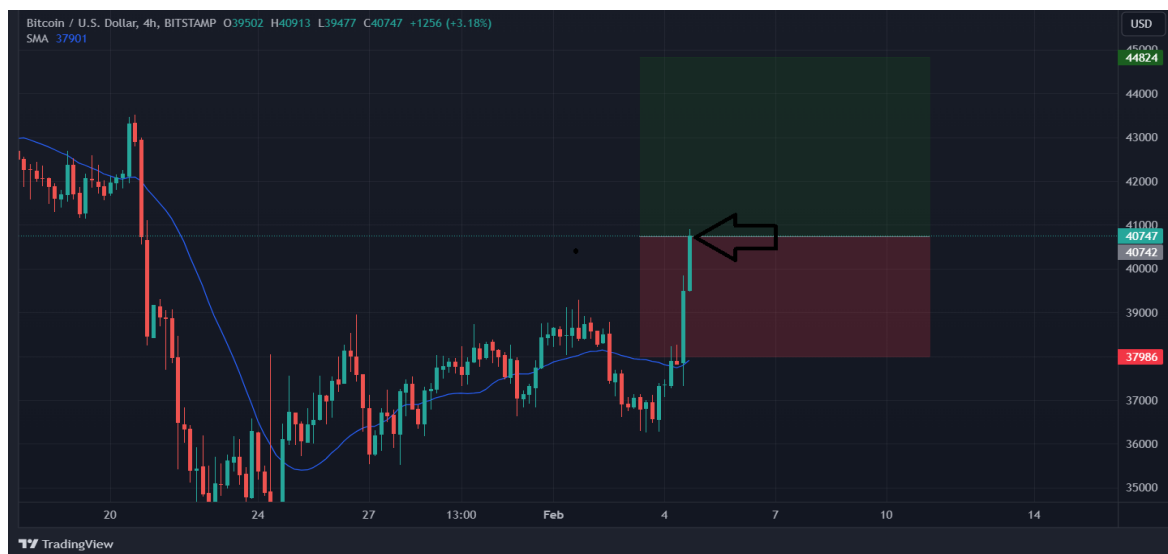 Bitcoin / U.S. Dollar, 4h, BITSTAMP O39502 H40913 L39477 C40747 +1256 (+3.18%)
SMA 37901
USD
45000
44824
44000
43000
42000
41000
40747
40742
40000
39000
37986
37000
36000
35000
20 24 27 13:00 Feb 4 7 10 14
TradingView